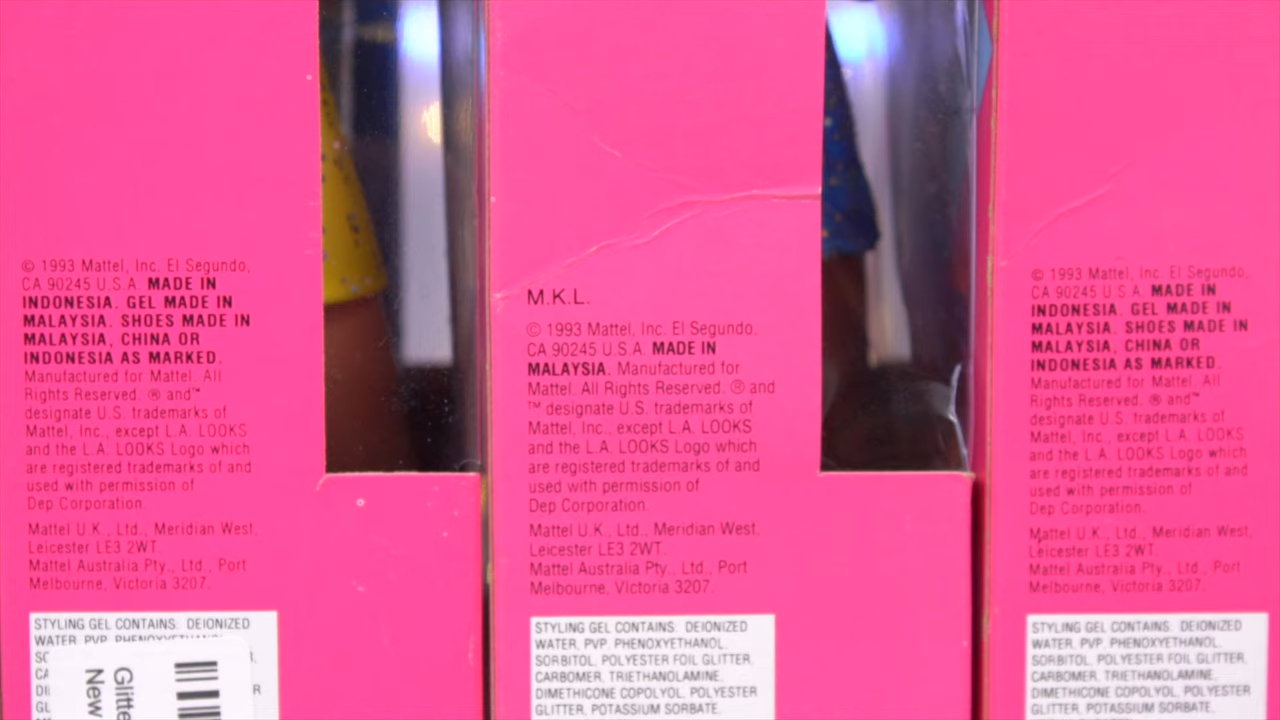 © 1993 Mattel, Inc. El Segundo,
CA 90245 U.S.A. MADE IN
INDONESIA. GEL MADE IN
MALAYSIA. SHOES MADE IN
MALAYSIA, CHINA OR
INDONESIA AS MARKED.
Manufactured for Mattel. All
Rights Reserved. ® and™
designate U.S. trademarks of
Mattel, Inc., except L.A. LOOKS
and the L.A. LOOKS Logo which
are registered trademarks of and
used with permission of
Dep Corporation.
Mattel U.K., Ltd., Meridian West,
Leicester LE3 2WT.
Mattel Australia Pty., Ltd., Port
Melbourne, Victoria 3207.
STYLING GEL CONTAINS: DEIONIZED
WATER, PVP, PHENOXYETHANOL,
Glitte
New
M.K.L.
© 1993 Mattel, Inc. El Segundo.
CA 90245 U.S.A. MADE IN
MALAYSIA. Manufactured for
Mattel. All Rights Reserved. ® and
™ designate U.S. trademarks of
Mattel, Inc., except L.A. LOOKS
and the L.A. LOOKS Logo which
are registered trademarks of and
used with permission of
Dep Corporation.
Mattel U.K., Ltd., Meridian West,
Leicester LE3 2WT.
Mattel Australia Pty., Ltd., Port
Melbourne, VIctoria 3207.
STYLING GEL CONTAINS: DEIONIZED
WATER, PVP, PHENOXYETHANOL,
SORBITOL, POLYESTER FOIL GLITTER,
CARBOMER, TRIETHANOLAMINE,
DIMETHICONE COPOLYOL, POLYESTER
GLITTER, POTASSIUM SORBATE,
© 1993 Mattel, Inc. El Segundo,
CA 90245 U.S.A. MADE IN
INDONESIA. GEL MADE IN
MALAYSIA. SHOES MADE IN
MALAYSIA, CHINA OR
INDONESIA AS MARKED.
Manufactured for Mattel. All
Rights Reserved. ® and™
designate U.S. trademarks of
Mattel, Inc., except L.A. LOOKS
and the L.A. LOOKS Logo which
are registered trademarks of and
used with permission of
Dep Corporation.
Mattel U.K., Ltd., Meridian West,
Leicester LE3 2WT.
Mattel Australia Pty., Ltd., Port
Melbourne, Victoria 3207.
STYLING GEL CONTAINS: DEIONIZED
WATER, PVP, PHENOXYETHANOL,
SORBITOL, POLYESTER FOIL GLITTER,
CARBOMER, TRIETHANOLAMINE,
DIMETHICONE COPOLYOL, POLYESTER
GLITTER, POTASSIUM SORBATE,